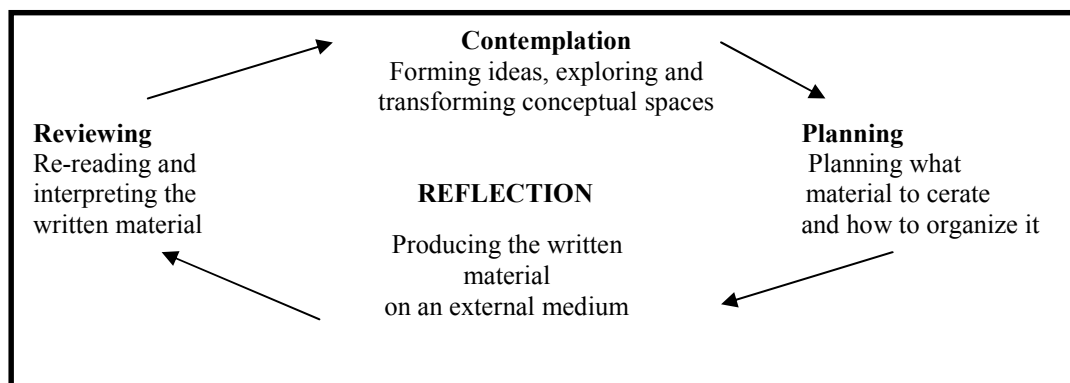 Contemplation
Forming ideas, exploring and
transforming conceptual spaces
Reviewing
Re-reading and
interpreting the
written material
Planning
Planning what
material to cerate
and how to organize it
REFLECTION
Producing the written
material
on an external medium